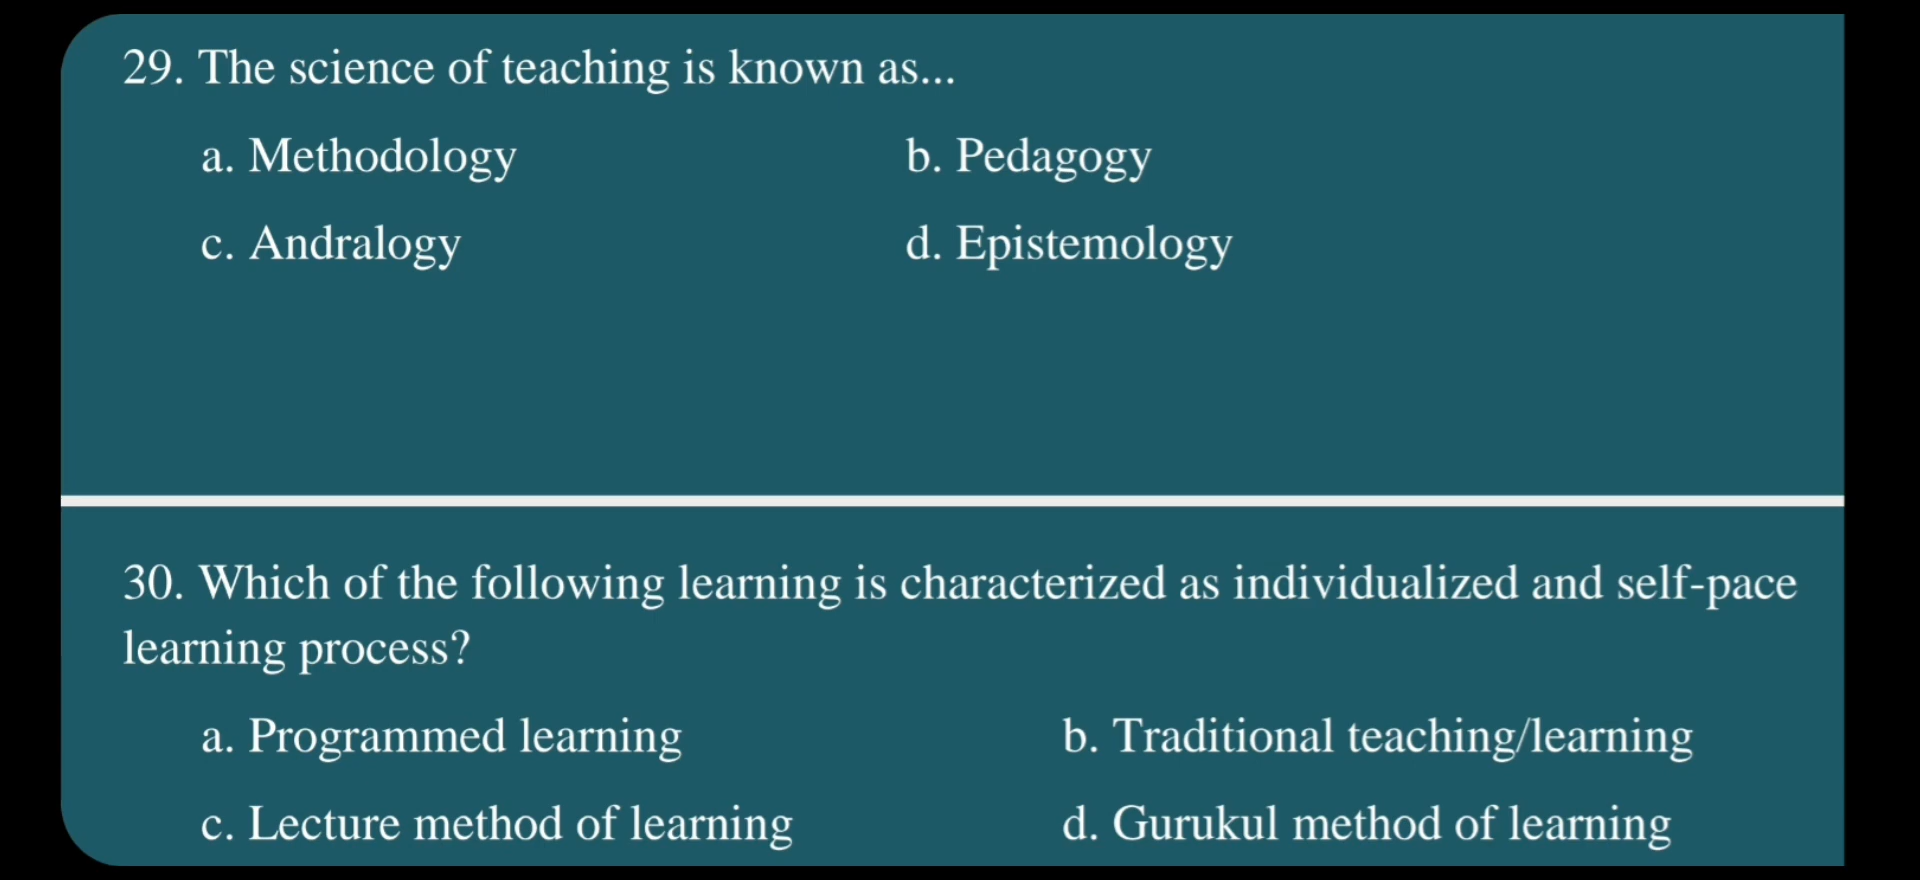 29. The science of teaching is known as...
a. Methodology b. Pedagogy
c. Andralogy d. Epistemology
30. Which of the following learning is characterized as individualized and self-pace
learning process?
a. Programmed learning b. Traditional teaching/learning
c. Lecture method of learning d. Gurukul method of learning